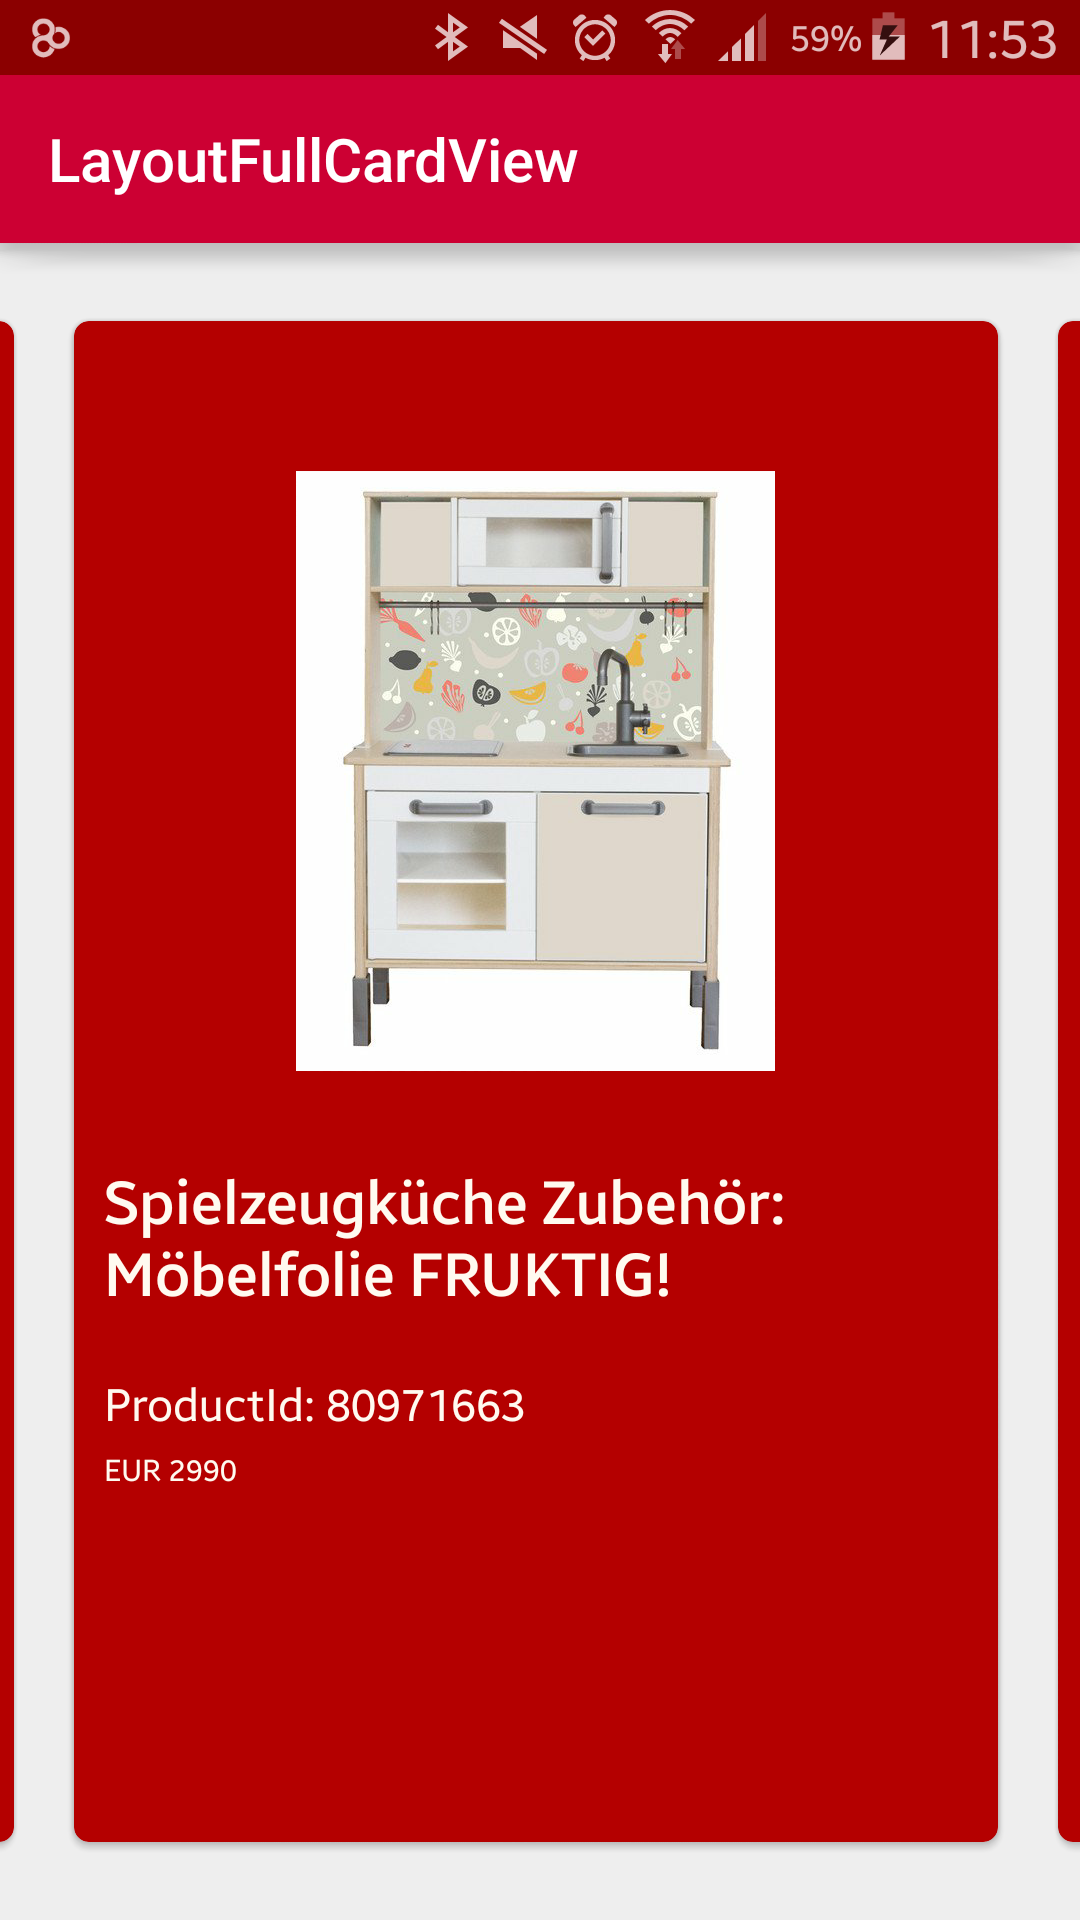 59% 11:53
LayoutFullCardView
Spielzeugküche Zubehör:
Möbelfolie FRUKTIG!
ProductId: 80971663
EUR 2990